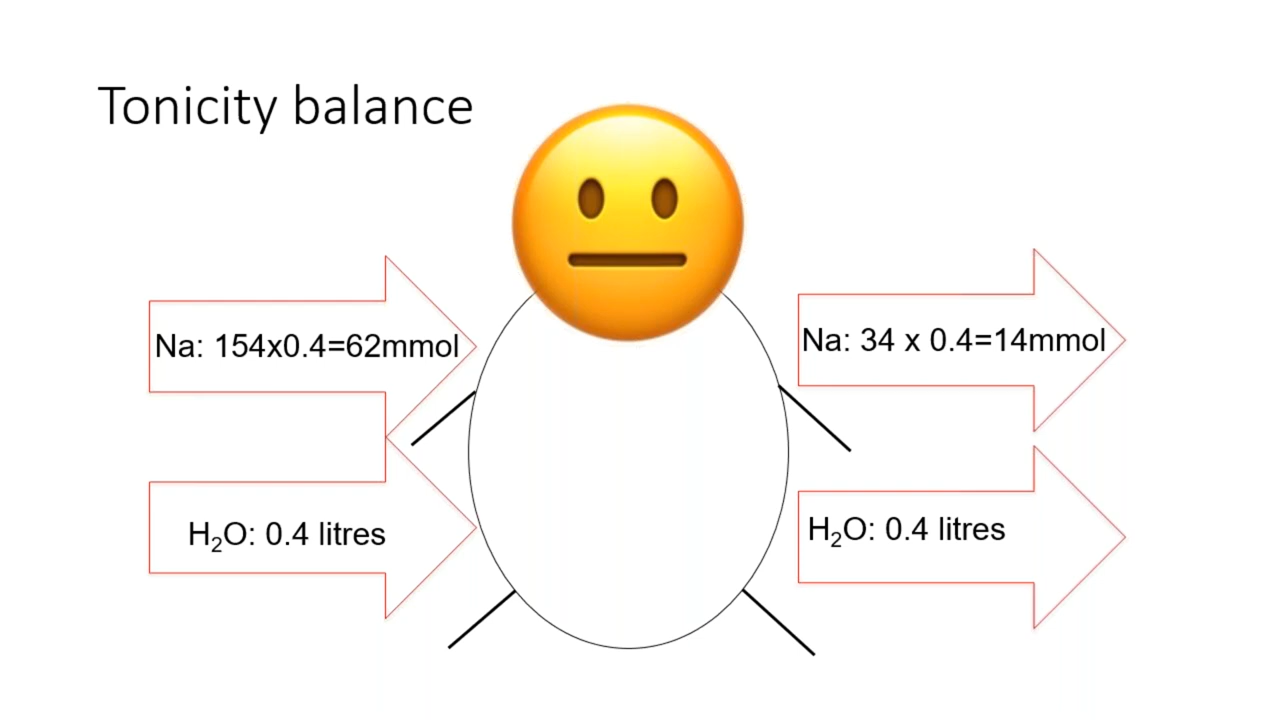 Tonicity balance
Na: 154x0.4=62mmol
Na: 34 x 0.4=14mmol
H₂O: 0.4 litres
H₂O: 0.4 litres